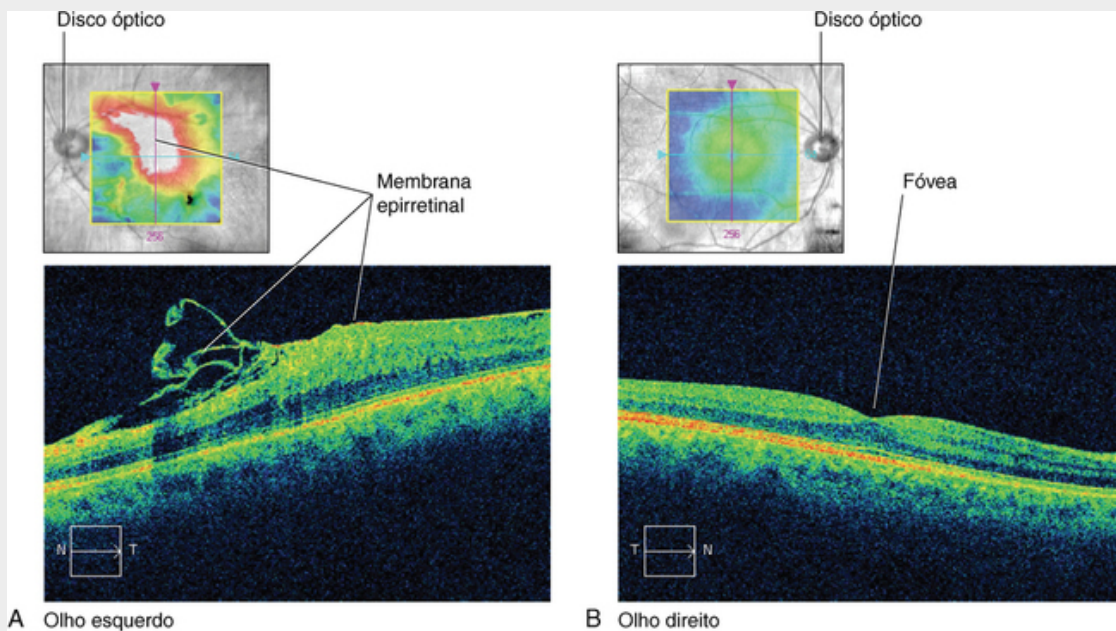 Disco óptico
Disco óptico
256
256
Membrana
epirretinal
Fóvea
N T
T N
A Olho esquerdo
B Olho direito